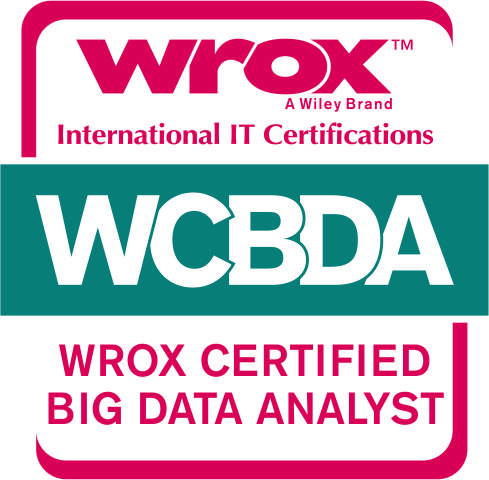 wrox™
A Wiley Brand
International IT Certifications
WCBDA
WROX CERTIFIED
BIG DATA ANALYST